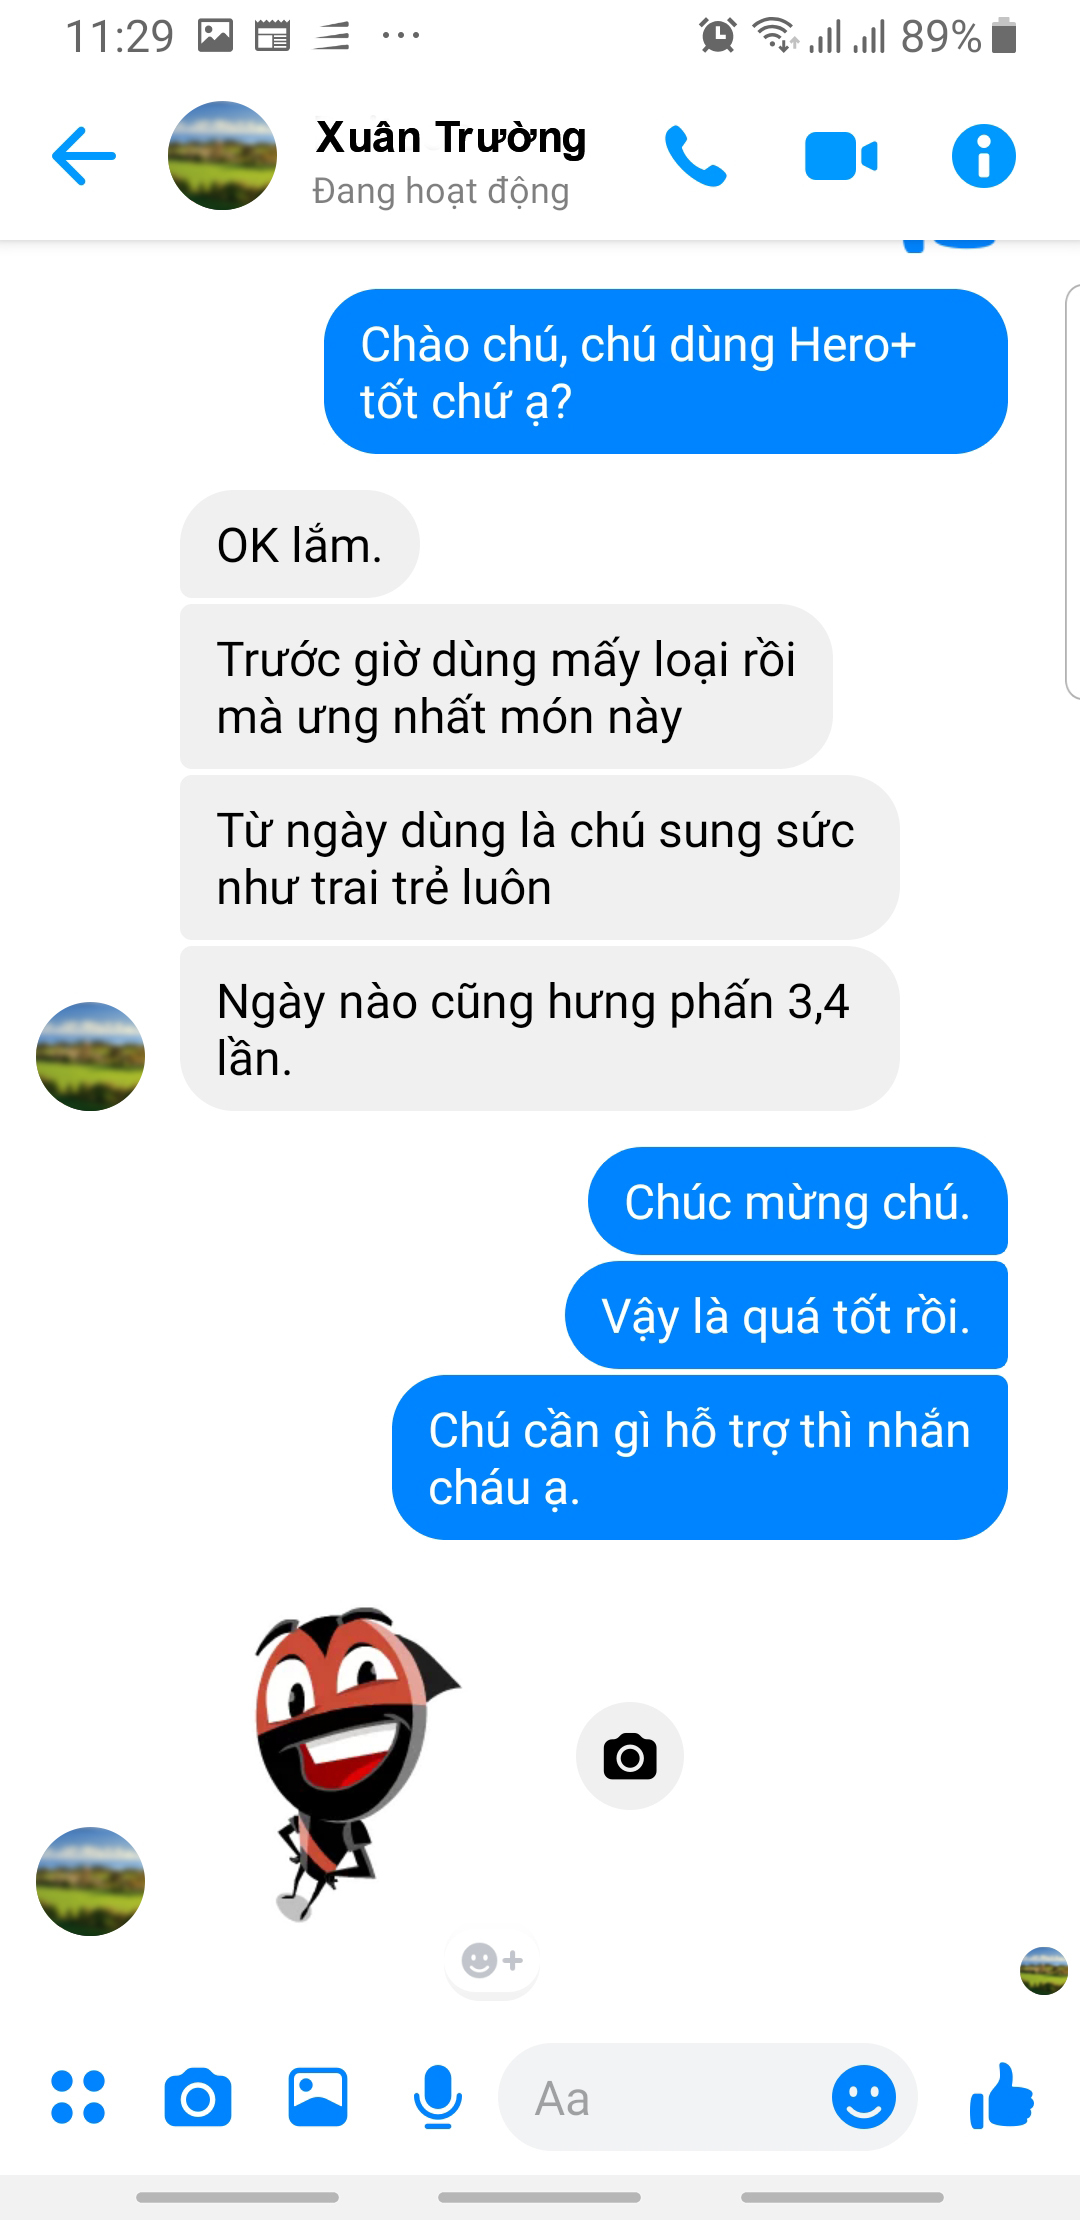 11:29
89%
Xuân Trường
Đang hoạt động
Chào chú, chú dùng Hero+
tốt chứ ạ?
OK lắm.
Trước giờ dùng mấy loại rồi
mà ưng nhất món này
Từ ngày dùng là chú sung sức
như trai trẻ luôn
Ngày nào cũng hưng phấn 3,4
lần.
Chúc mừng chú.
Vậy là quá tốt rồi.
Chú cần gì hỗ trợ thì nhắn
cháu ạ.
Aa